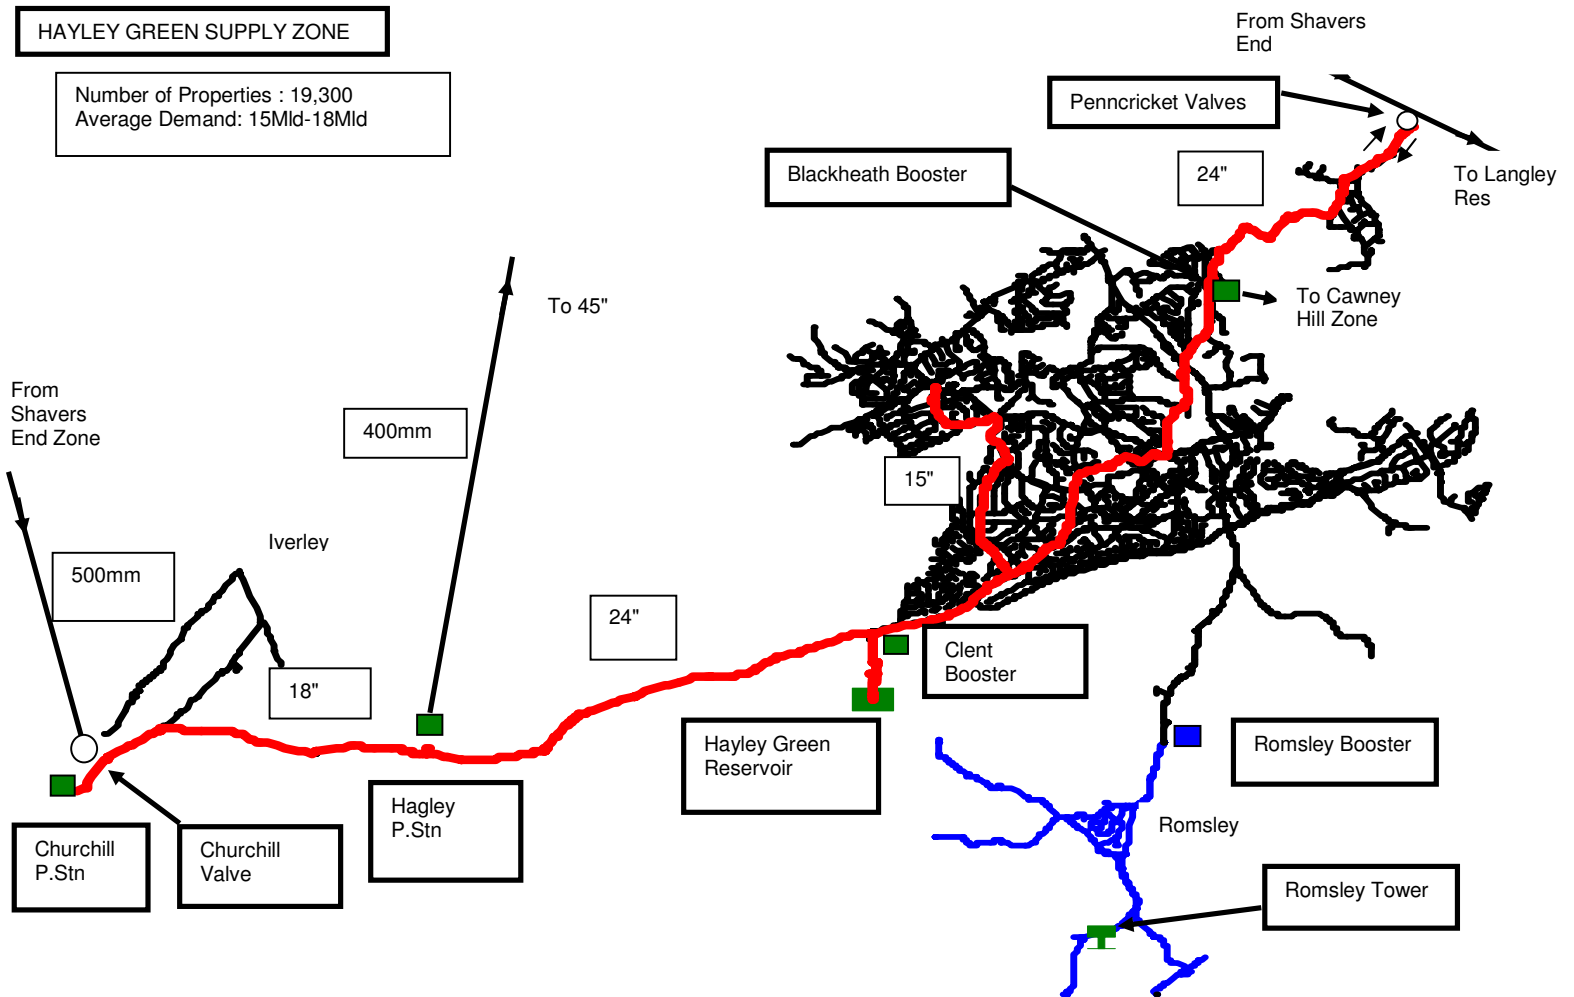 HAYLEY GREEN SUPPLY ZONE
Number of Properties : 19,300
Average Demand: 15Mld-18Mld
From Shavers
End
Penncricket Valves
Blackheath Booster
24"
To Langley
Res
To 45"
To Cawney
Hill Zone
From
Shavers
End Zone
400mm
15"
Iverley
500mm
24"
18"
Clent
Booster
Hayley Green
Reservoir
Romsley Booster
Hagley
P.Stn
Romsley
Churchill
P.Stn
Churchill
Valve
Romsley Tower